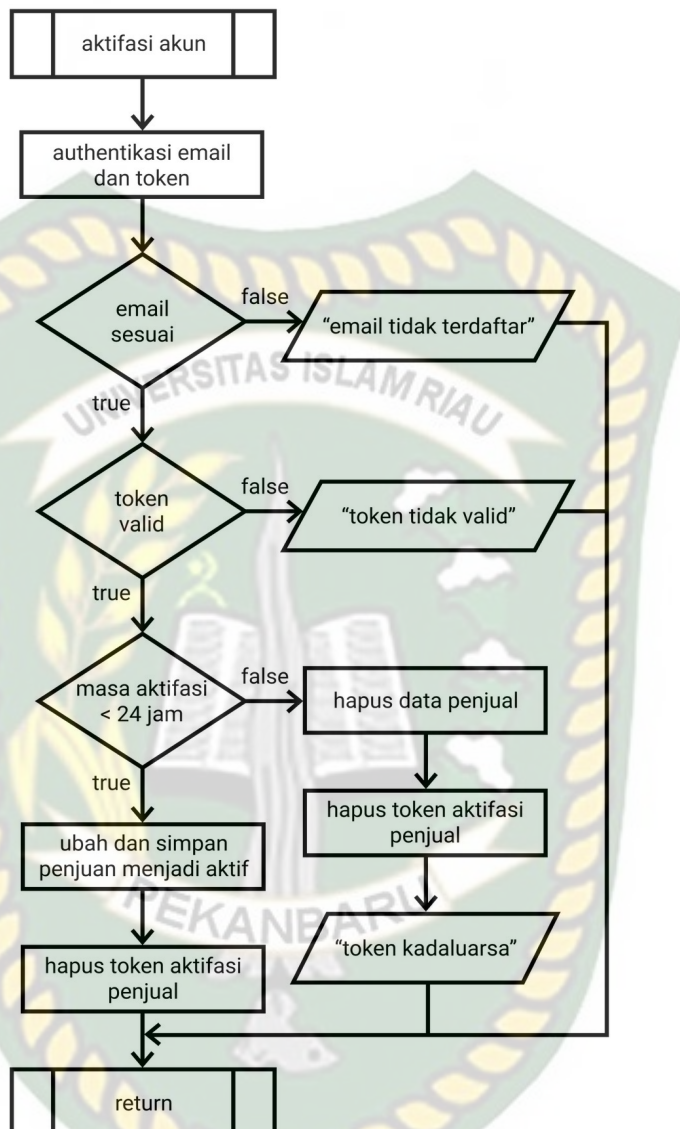 aktifasi akun
authentikasi email
dan token
email
sesuai
false
“email tidak terdaftar”
true
UNIVERSITAS ISLAM RIAU
token
valid
false
“token tidak valid”
true
masa aktifasi
< 24 jam
false
hapus data penjual
true
hapus token aktifasi
penjual
ubah dan simpan
penjuan menjadi aktif
PEKANBARU
“token kadaluarsa”
hapus token aktifasi
penjual
return